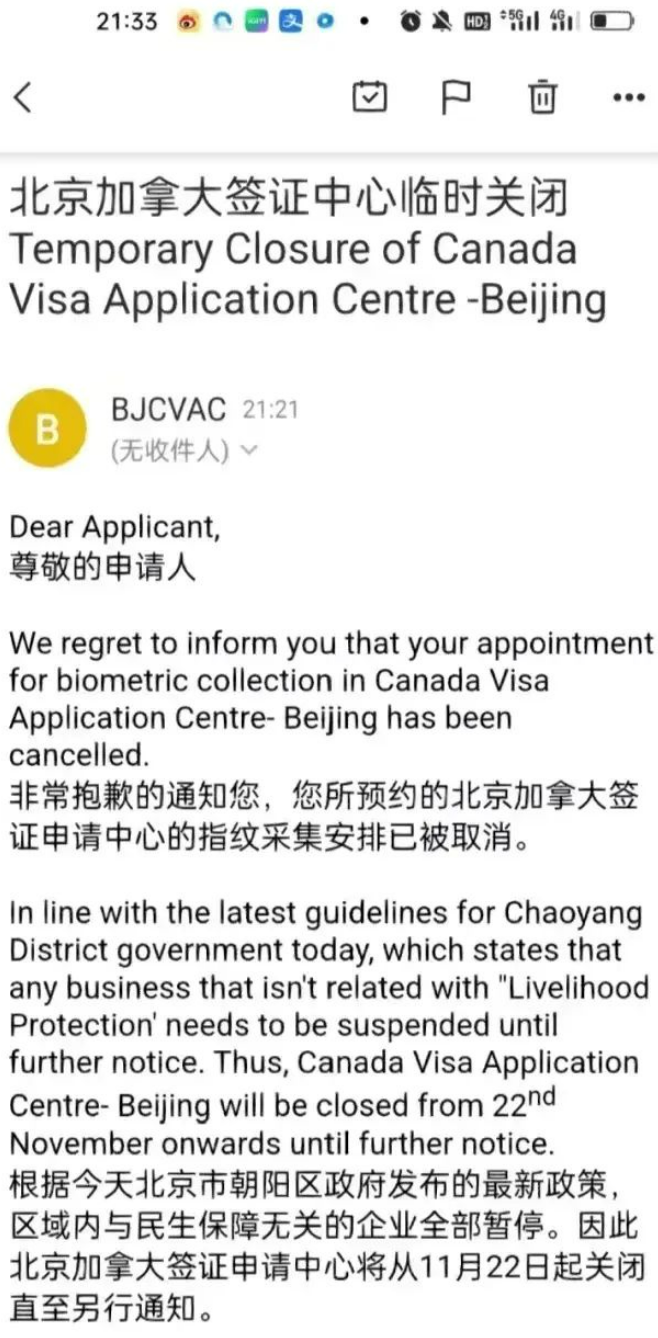 21:33
HD 5G 4G
北京加拿大签证中心临时关闭
Temporary Closure of Canada
Visa Application Centre -Beijing
B
BJCVAC 21:21
(无收件人)
Dear Applicant,
尊敬的申请人
We regret to inform you that your appointment
for biometric collection in Canada Visa
Application Centre- Beijing has been
cancelled.
非常抱歉的通知您，您所预约的北京加拿大签
证申请中心的指纹采集安排已被取消。
In line with the latest guidelines for Chaoyang
District government today, which states that
any business that isn't related with "Livelihood
Protection' needs to be suspended until
further notice. Thus, Canada Visa Application
Centre- Beijing will be closed from 22nd
November onwards until further notice.
根据今天北京市朝阳区政府发布的最新政策，
区域内与民生保障无关的企业全部暂停。因此
北京加拿大签证申请中心将从11月22日起关闭
直至另行通知。